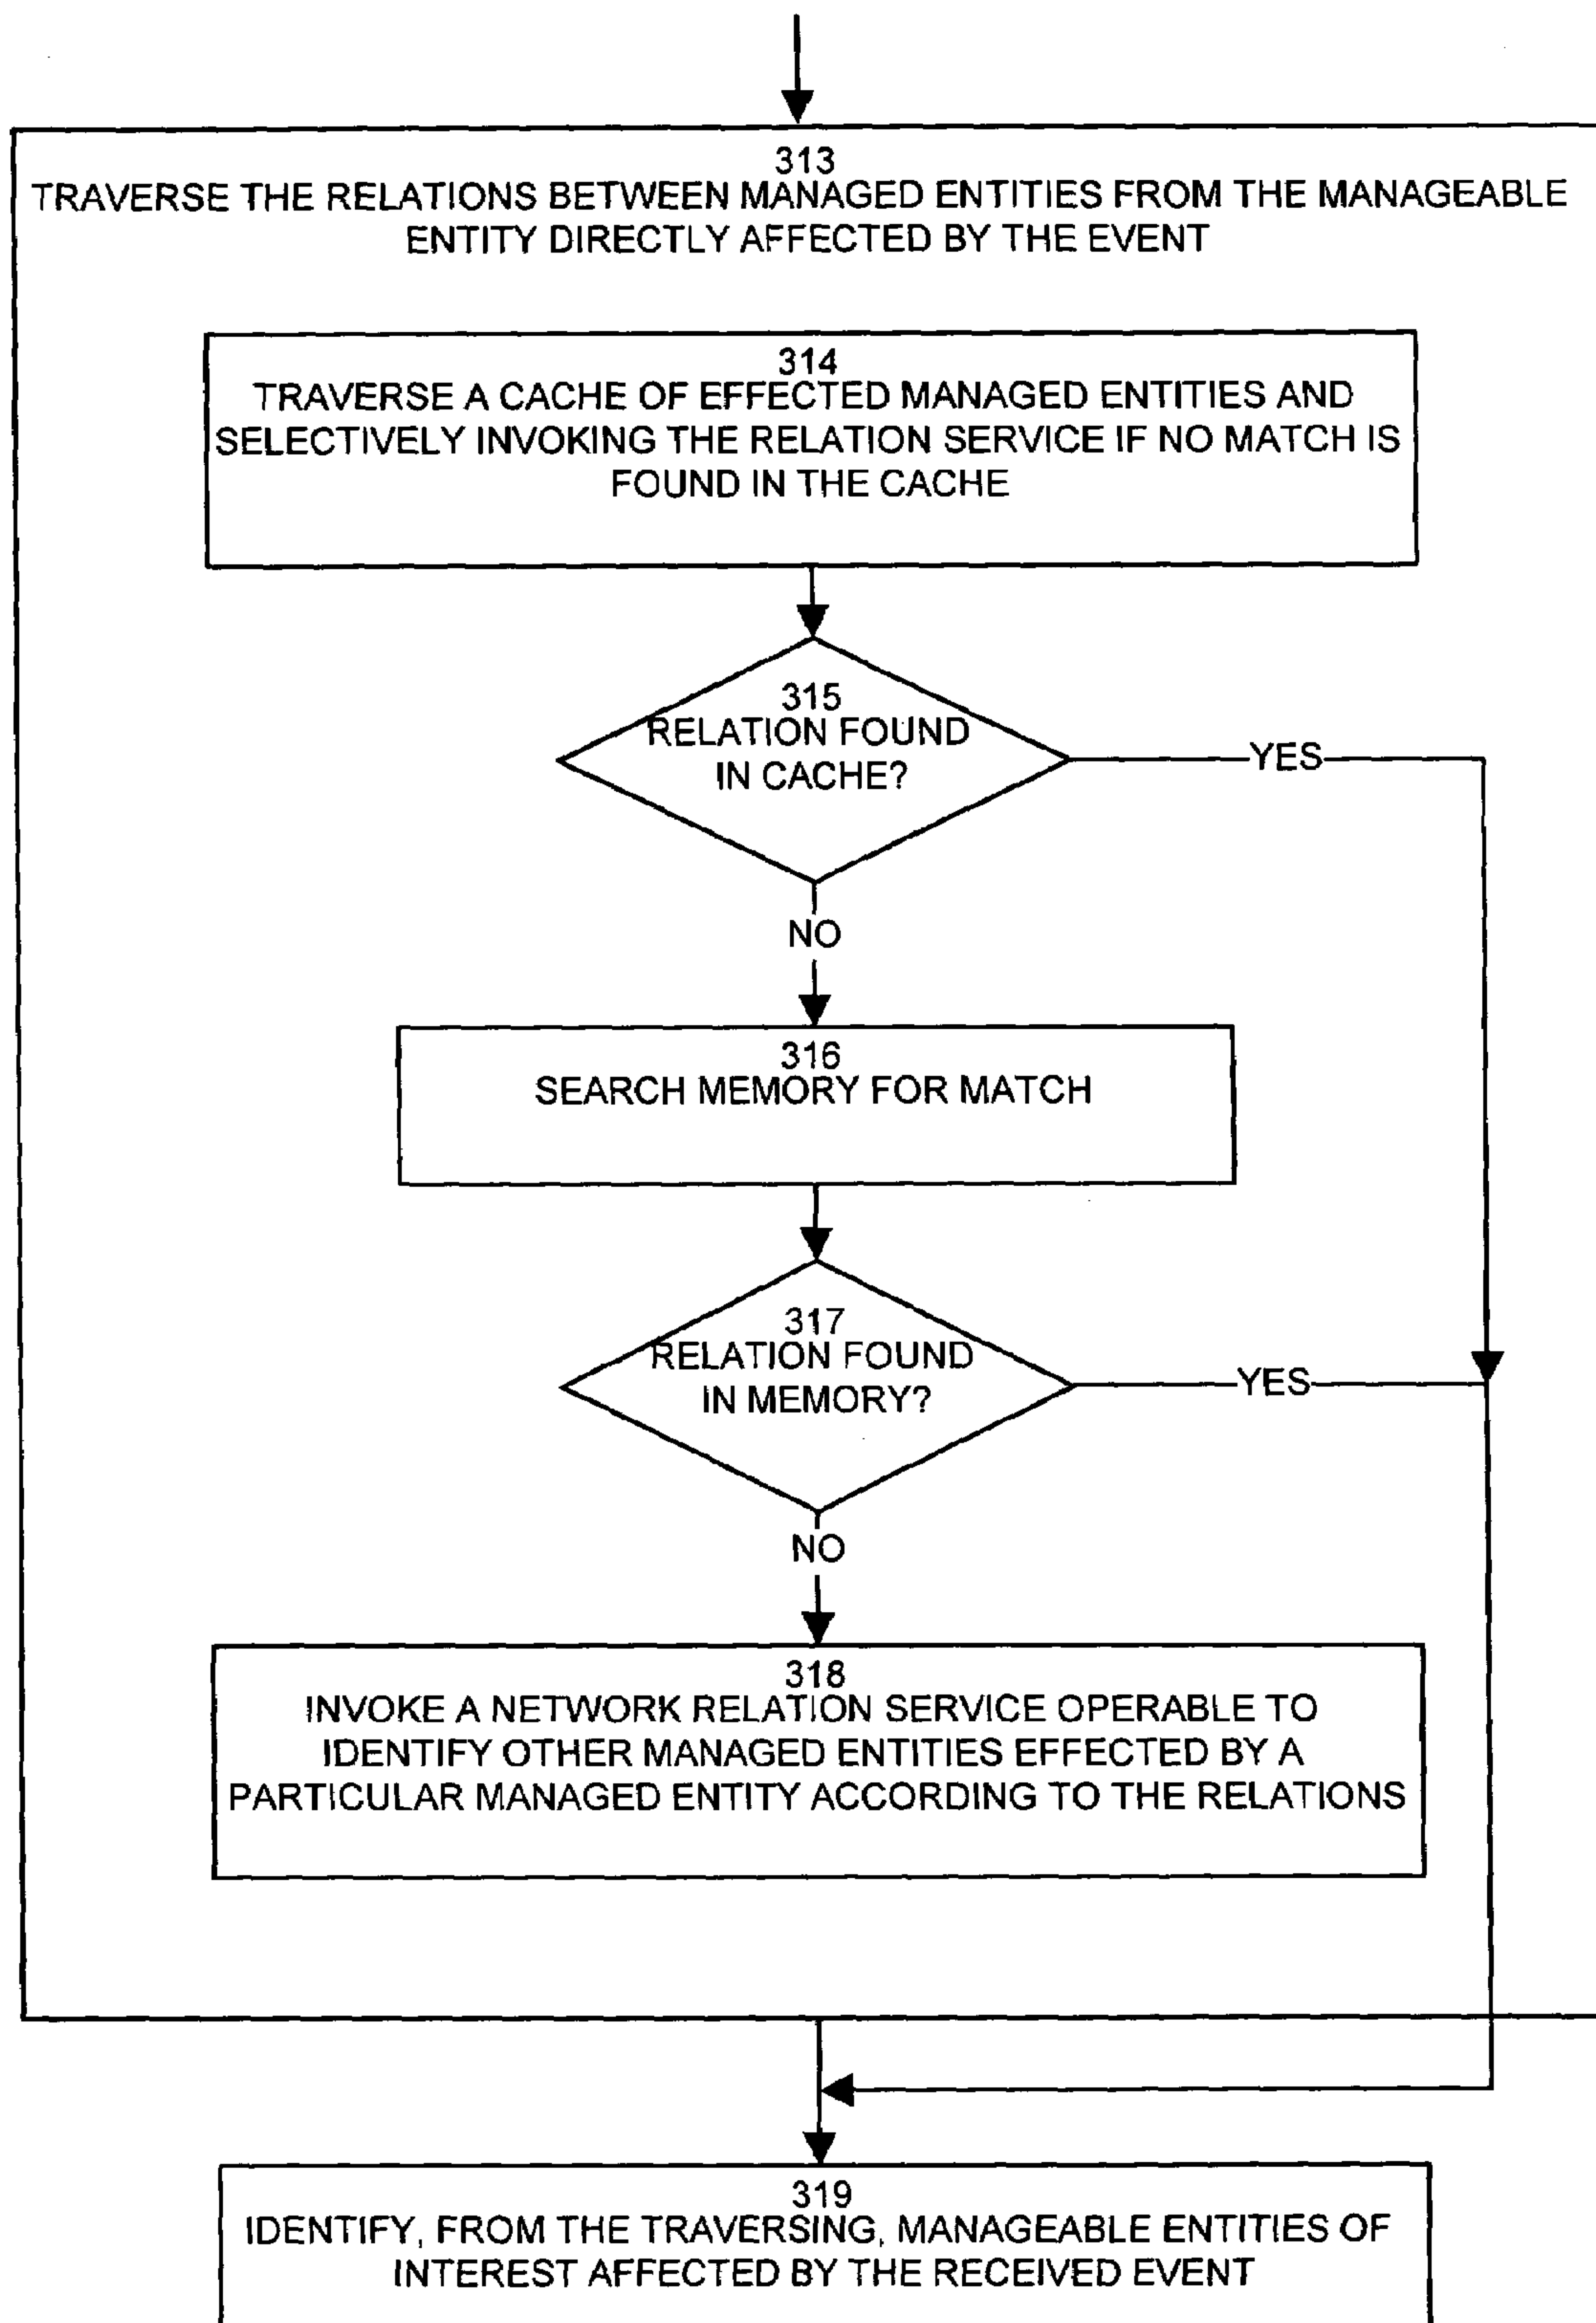 313
TRAVERSE THE RELATIONS BETWEEN MANAGED ENTITIES FROM THE MANAGEABLE
ENTITY DIRECTLY AFFECTED BY THE EVENT
314
TRAVERSE A CACHE OF EFFECTED MANAGED ENTITIES AND
SELECTIVELY INVOKING THE RELATION SERVICE IF NO MATCH IS
FOUND IN THE CACHE
315
RELATION FOUND
IN CACHE?
YES
NO
316
SEARCH MEMORY FOR MATCH
317
RELATION FOUND
IN MEMORY?
YES
NO
318
INVOKE A NETWORK RELATION SERVICE OPERABLE TO
IDENTIFY OTHER MANAGED ENTITIES EFFECTED BY A
PARTICULAR MANAGED ENTITY ACCORDING TO THE RELATIONS
319
IDENTIFY, FROM THE TRAVERSING, MANAGEABLE ENTITIES OF
INTEREST AFFECTED BY THE RECEIVED EVENT